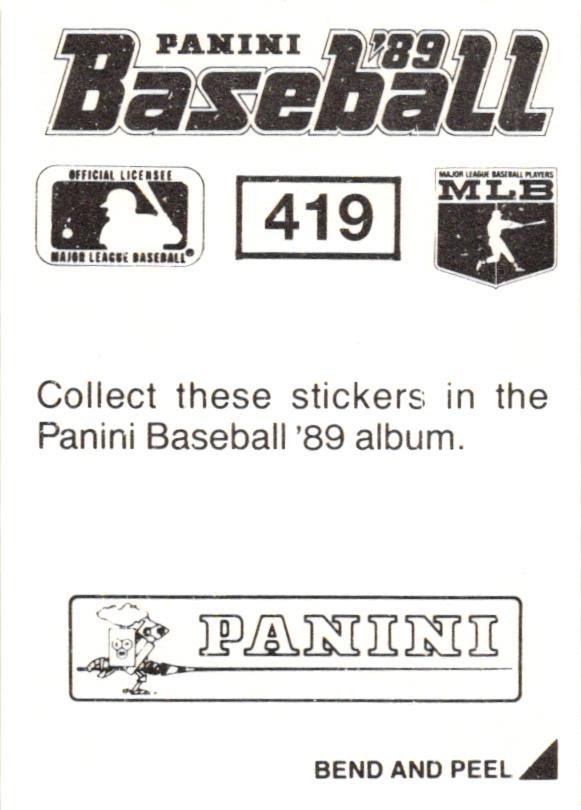 PANINI '89
Baseball
OFFICIAL LICENSEE
MAJOR LEAGUE BASEBALL®
419
MAJOR LEAGUE BASEBALL PLAYERS
MLB
Collect these stickers in the
Panini Baseball '89 album.
PANINI
BEND AND PEEL